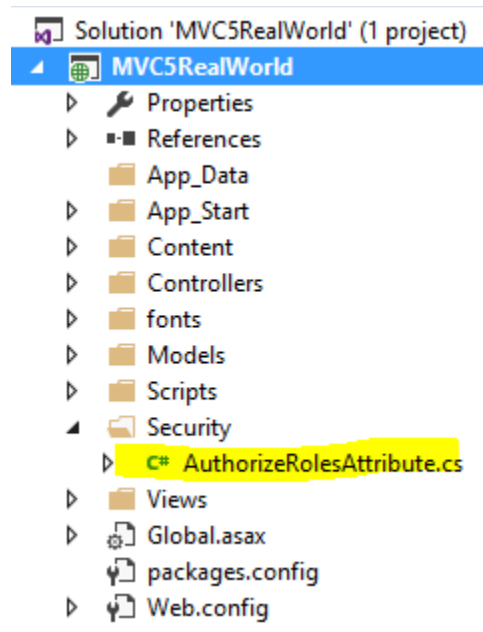 Solution 'MVC5RealWorld' (1 project)
MVC5RealWorld
Properties
References
App_Data
App_Start
Content
Controllers
fonts
Models
Scripts
Security
C# AuthorizeRolesAttribute.cs
Views
Global.asax
packages.config
Web.config